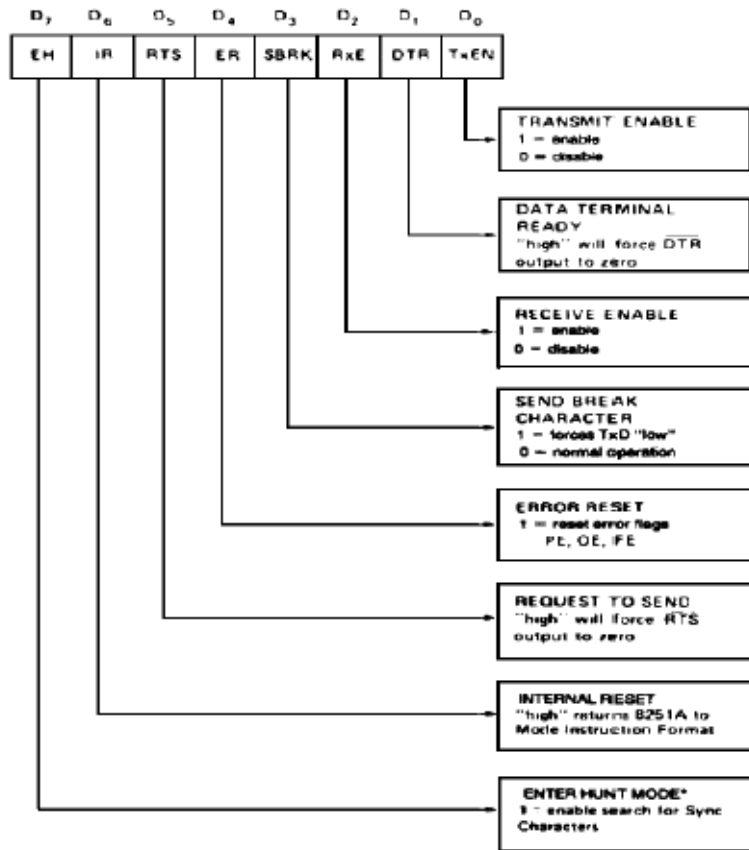 D7 D6 D5 D4 D3 D2 D1 D0
EH IR RTS ER SBRK RxE DTR TxEN
TRANSMIT ENABLE
1 = enable
0 = disable
DATA TERMINAL
READY
"high" will force DTR
output to zero
RECEIVE ENABLE
1 = enable
0 = disable
SEND BREAK
CHARACTER
1 = forces TxD "low"
0 = normal operation
ERROR RESET
1 = reset error flags
PE, OE, FE
REQUEST TO SEND
"high" will force RTS
output to zero
INTERNAL RESET
"high" returns 8251A to
Mode Instruction Format
ENTER HUNT MODE*
1 = enable search for Sync
Characters